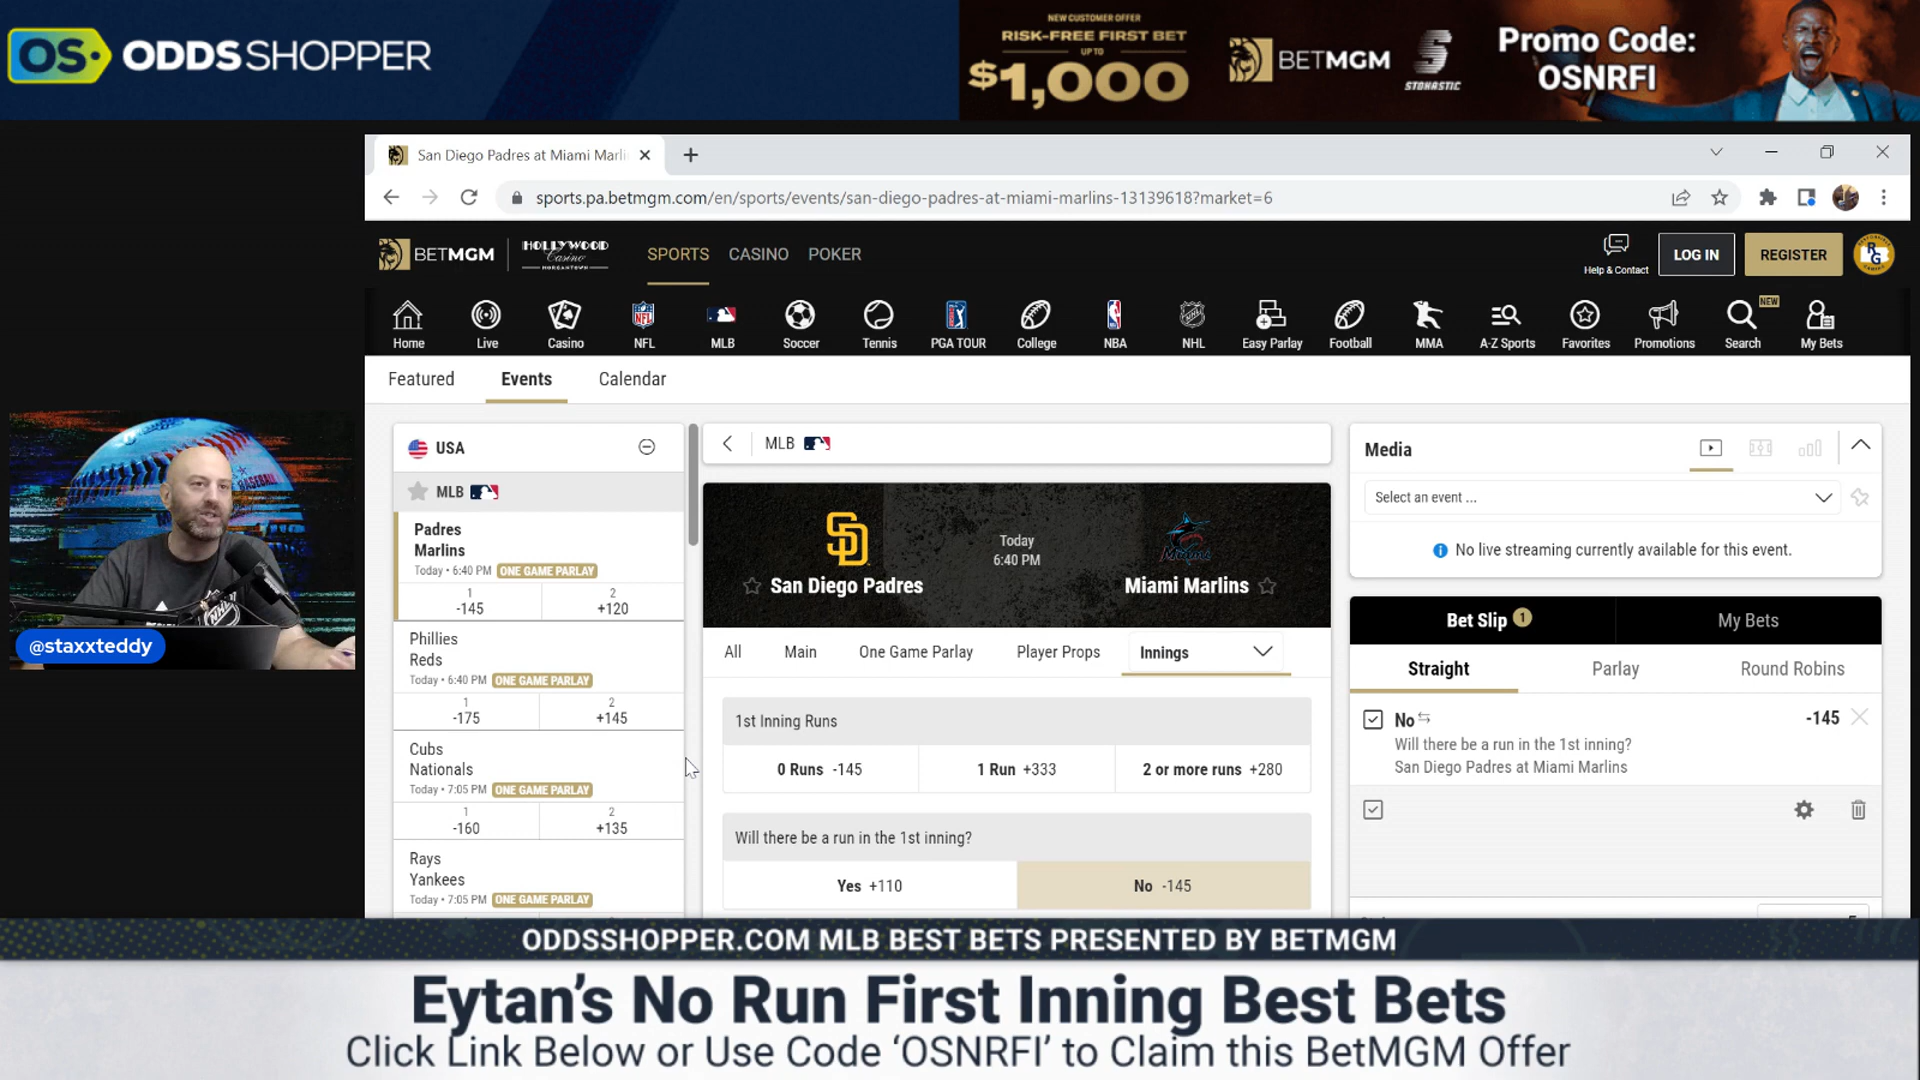 OS ODDSSHOPPER
NEW CUSTOMER OFFER
RISK-FREE FIRST BET
UP TO
$1,000
BETMGM
STOKASTIC
Promo Code:
OSNRFI
San Diego Padres at Miami Marli
sports.pa.betmgm.com/en/sports/events/san-diego-padres-at-miami-marlins-13139618?market=6
BETMGM
HOLLYWOOD
Casino
MORGANTOWN
SPORTS CASINO POKER
Help & Contact
LOG IN
REGISTER
RG
Home Live Casino NFL MLB Soccer Tennis PGA TOUR College NBA NHL Easy Parlay Football MMA A-Z Sports Favorites Promotions Search NEW My Bets
Featured Events Calendar
USA
MLB
Padres
Marlins
Today • 6:40 PM ONE GAME PARLAY
1 2
-145 +120
Phillies
Reds
Today • 6:40 PM ONE GAME PARLAY
1 2
-175 +145
Cubs
Nationals
Today • 7:05 PM ONE GAME PARLAY
1 2
-160 +135
Rays
Yankees
Today • 7:05 PM ONE GAME PARLAY
MLB
SD
Today
6:40 PM
Miami
San Diego Padres
Miami Marlins
All Main One Game Parlay Player Props Innings
1st Inning Runs
0 Runs -145 1 Run +333 2 or more runs +280
Will there be a run in the 1st inning?
Yes +110 No -145
Media
Select an event ...
No live streaming currently available for this event.
Bet Slip 1 My Bets
Straight Parlay Round Robins
No -145
Will there be a run in the 1st inning?
San Diego Padres at Miami Marlins
BASEBALL
NHL
@staxxteddy
ODDSSHOPPER.COM MLB BEST BETS PRESENTED BY BETMGM
Eytan's No Run First Inning Best Bets
Click Link Below or Use Code 'OSNRFI' to Claim this BetMGM Offer